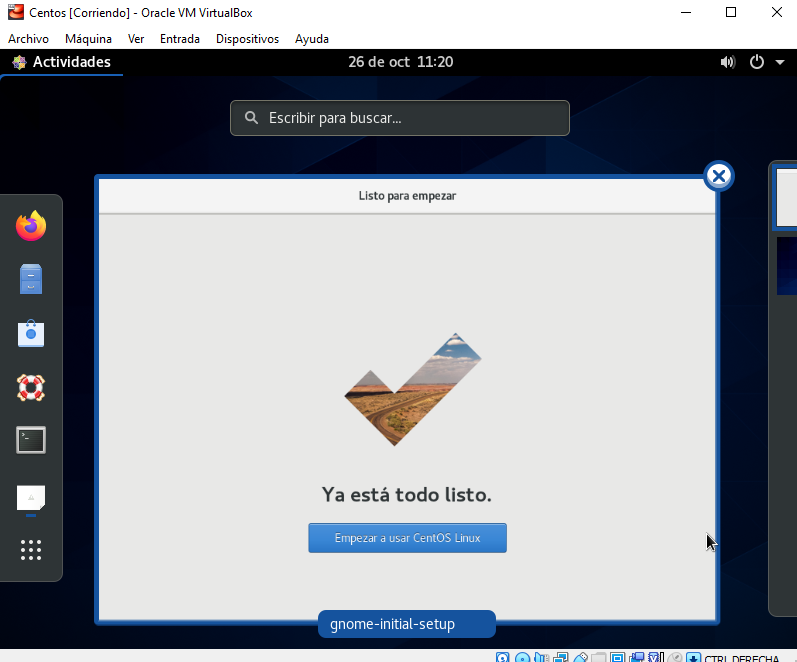 Centos [Corriendo] - Oracle VM VirtualBox
Archivo Máquina Ver Entrada Dispositivos Ayuda
Actividades 26 de oct 11:20
Escribir para buscar...
Listo para empezar
Ya está todo listo.
Empezar a usar CentOS Linux
gnome-initial-setup
CTRL DERECHA